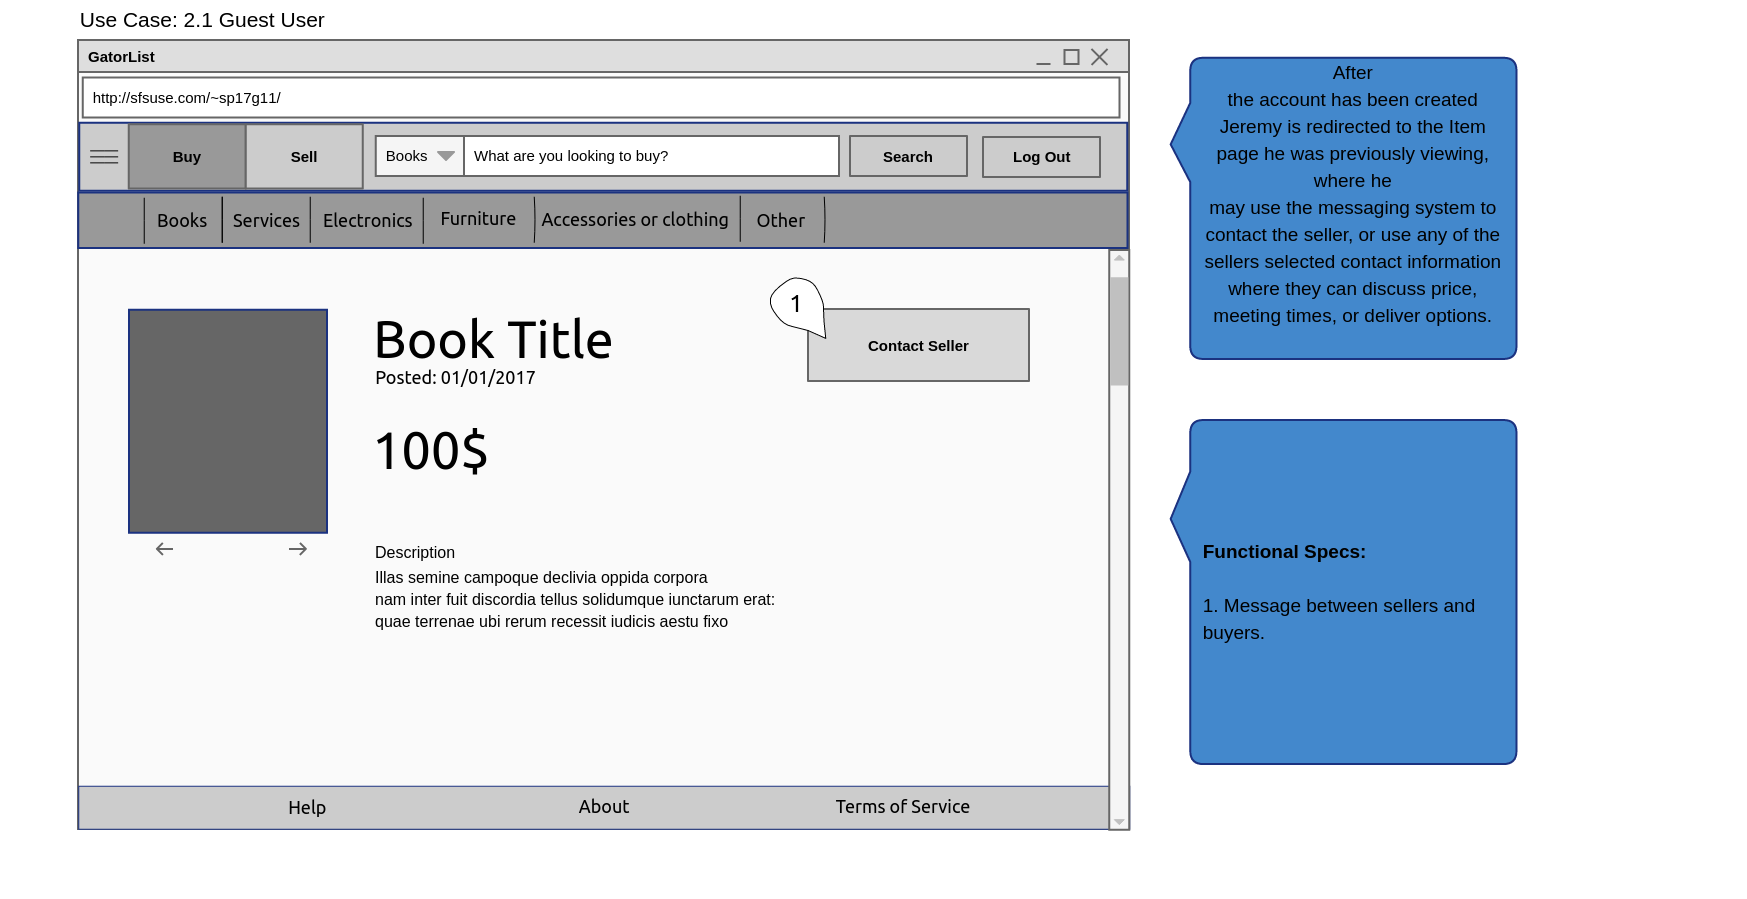 Use Case: 2.1 Guest User
GatorList
http://sfsuse.com/~sp17g11/
Buy
Sell
Books
What are you looking to buy?
Search
Log Out
Books
Services
Electronics
Furniture
Accessories or clothing
Other
1
Contact Seller
Book Title
Posted: 01/01/2017
100$
Description
Illas semine campoque declivia oppida corpora
nam inter fuit discordia tellus solidumque iunctarum erat:
quae terrenae ubi rerum recessit iudicis aestu fixo
Help
About
Terms of Service
After
the account has been created
Jeremy is redirected to the Item
page he was previously viewing,
where he
may use the messaging system to
contact the seller, or use any of the
sellers selected contact information
where they can discuss price,
meeting times, or deliver options.
Functional Specs:
1. Message between sellers and
buyers.